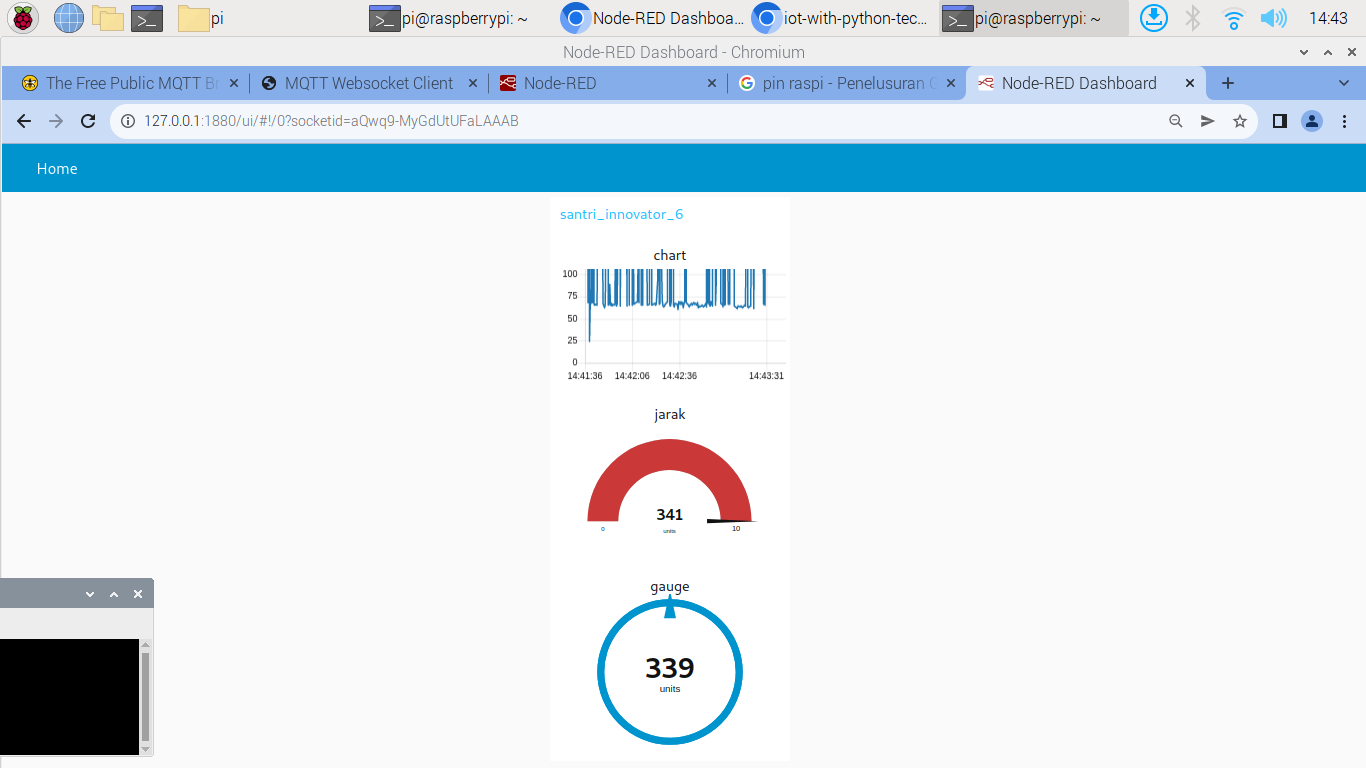 pi
pi@raspberrypi: ~
Node-RED Dashboa...
iot-with-python-tec...
pi@raspberrypi: ~
14:43
Node-RED Dashboard - Chromium
The Free Public MQTT Br
MQTT Websocket Client
Node-RED
pin raspi - Penelusuran G
Node-RED Dashboard
127.0.0.1:1880/ui/#!/0?socketid=aQwq9-MyGdUtUFaLAAAB
Home
santri_innovator_6
chart
100
75
50
25
0
14:41:36 14:42:06 14:42:36 14:43:31
jarak
341
units
0 10
gauge
339
units